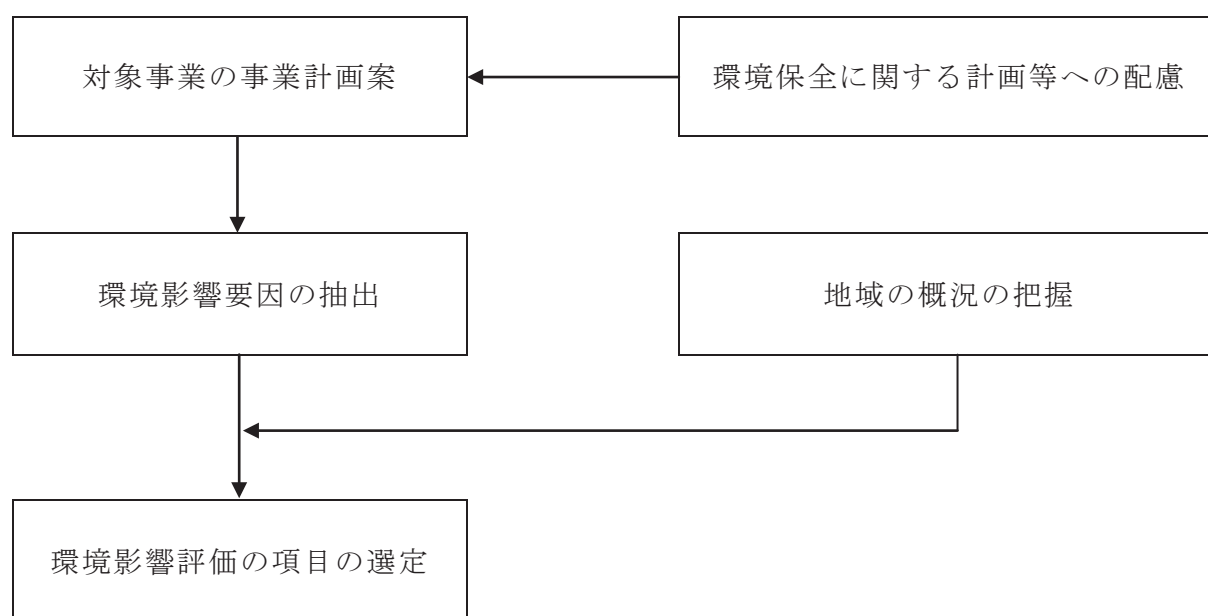 対象事業の事業計画案
環境保全に関する計画等への配慮
環境影響要因の抽出
地域の概況の把握
環境影響評価の項目の選定